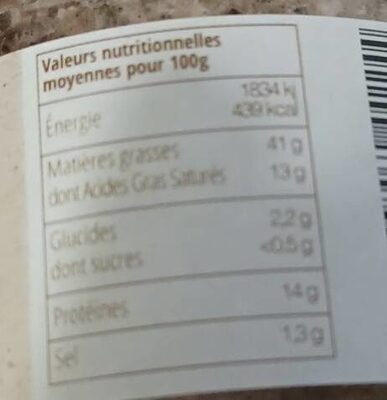 Valeurs nutritionnelles
moyennes pour 100g
Énergie 1834 kj
439 kcal
Matières grasses 41 g
dont Acides Gras Saturés 13 g
Glucides 2,2 g
dont sucres <0,5 g
Protéines 14 g
Sel 1,3 g